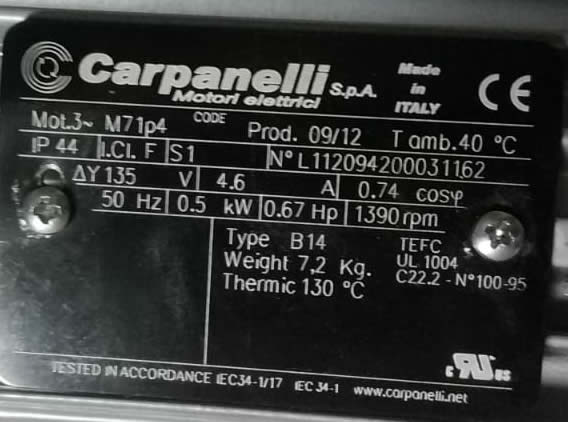 Carpanelli S.p.A. Made in ITALY CE
Motori elettrici
Mot.3~ M71p4 CODE Prod. 09/12 T amb.40 °C
IP 44 I.Cl. F S1 N° L112094200031162
ΔY 135 V 4.6 A 0.74 cosφ
50 Hz 0.5 kW 0.67 Hp 1390 rpm
Type B14 TEFC
Weight 7,2 Kg. UL 1004
Thermic 130 °C C22.2 - N°100-95
c RU us
TESTED IN ACCORDANCE IEC34-1/17 IEC 34-1 www.carpanelli.net